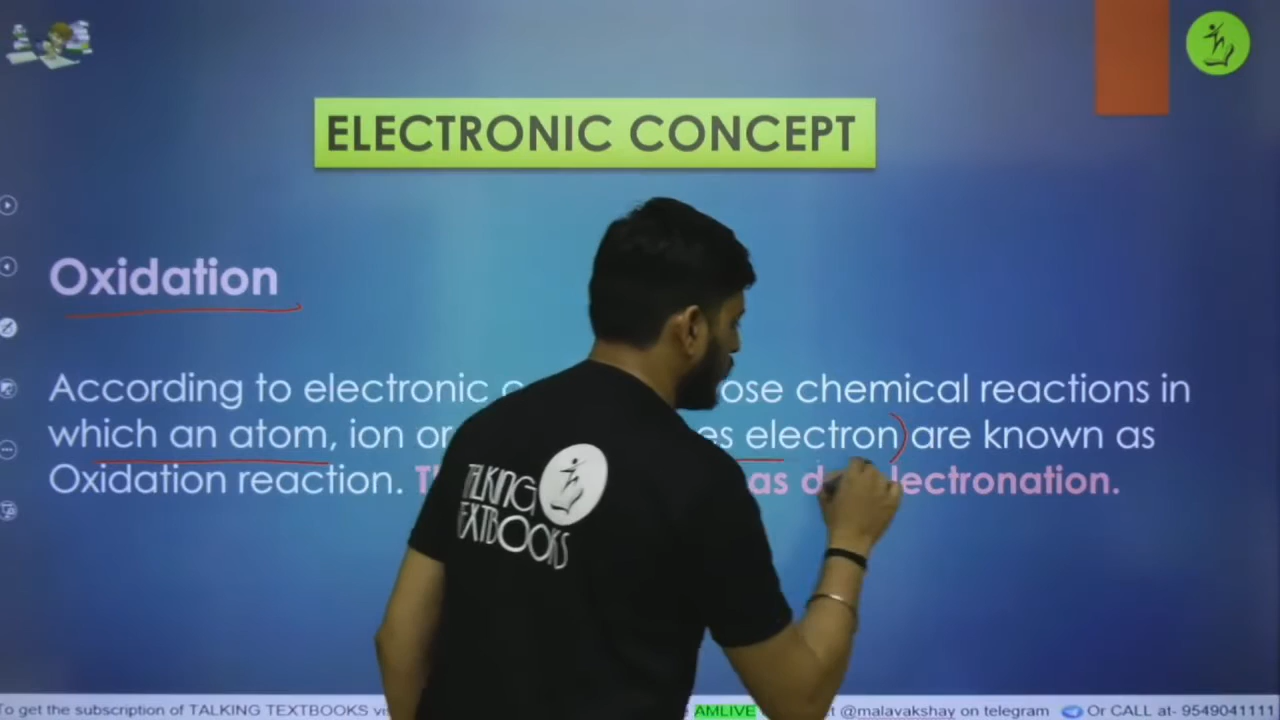 ELECTRONIC CONCEPT
Oxidation
According to electronic ose chemical reactions in
which an atom, ion or es electron) are known as
Oxidation reaction. as lectronation.
TALKING
TEXTBOOKS
To get the subscription of TALKING TEXTBOOKS AMLIVE @malavakshay on telegram Or CALL at- 9549041111